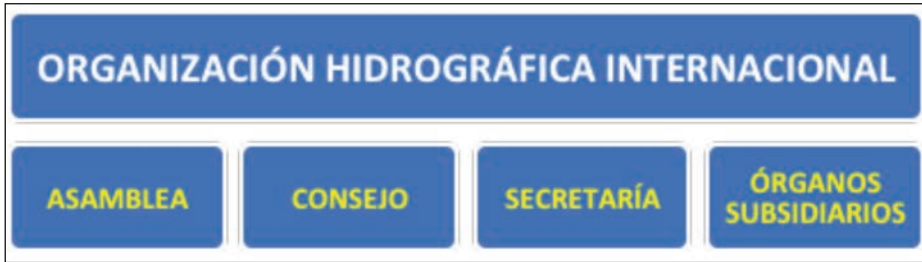 ORGANIZACIÓN HIDROGRÁFICA INTERNACIONAL
ASAMBLEA
CONSEJO
SECRETARÍA
ÓRGANOS
SUBSIDIARIOS